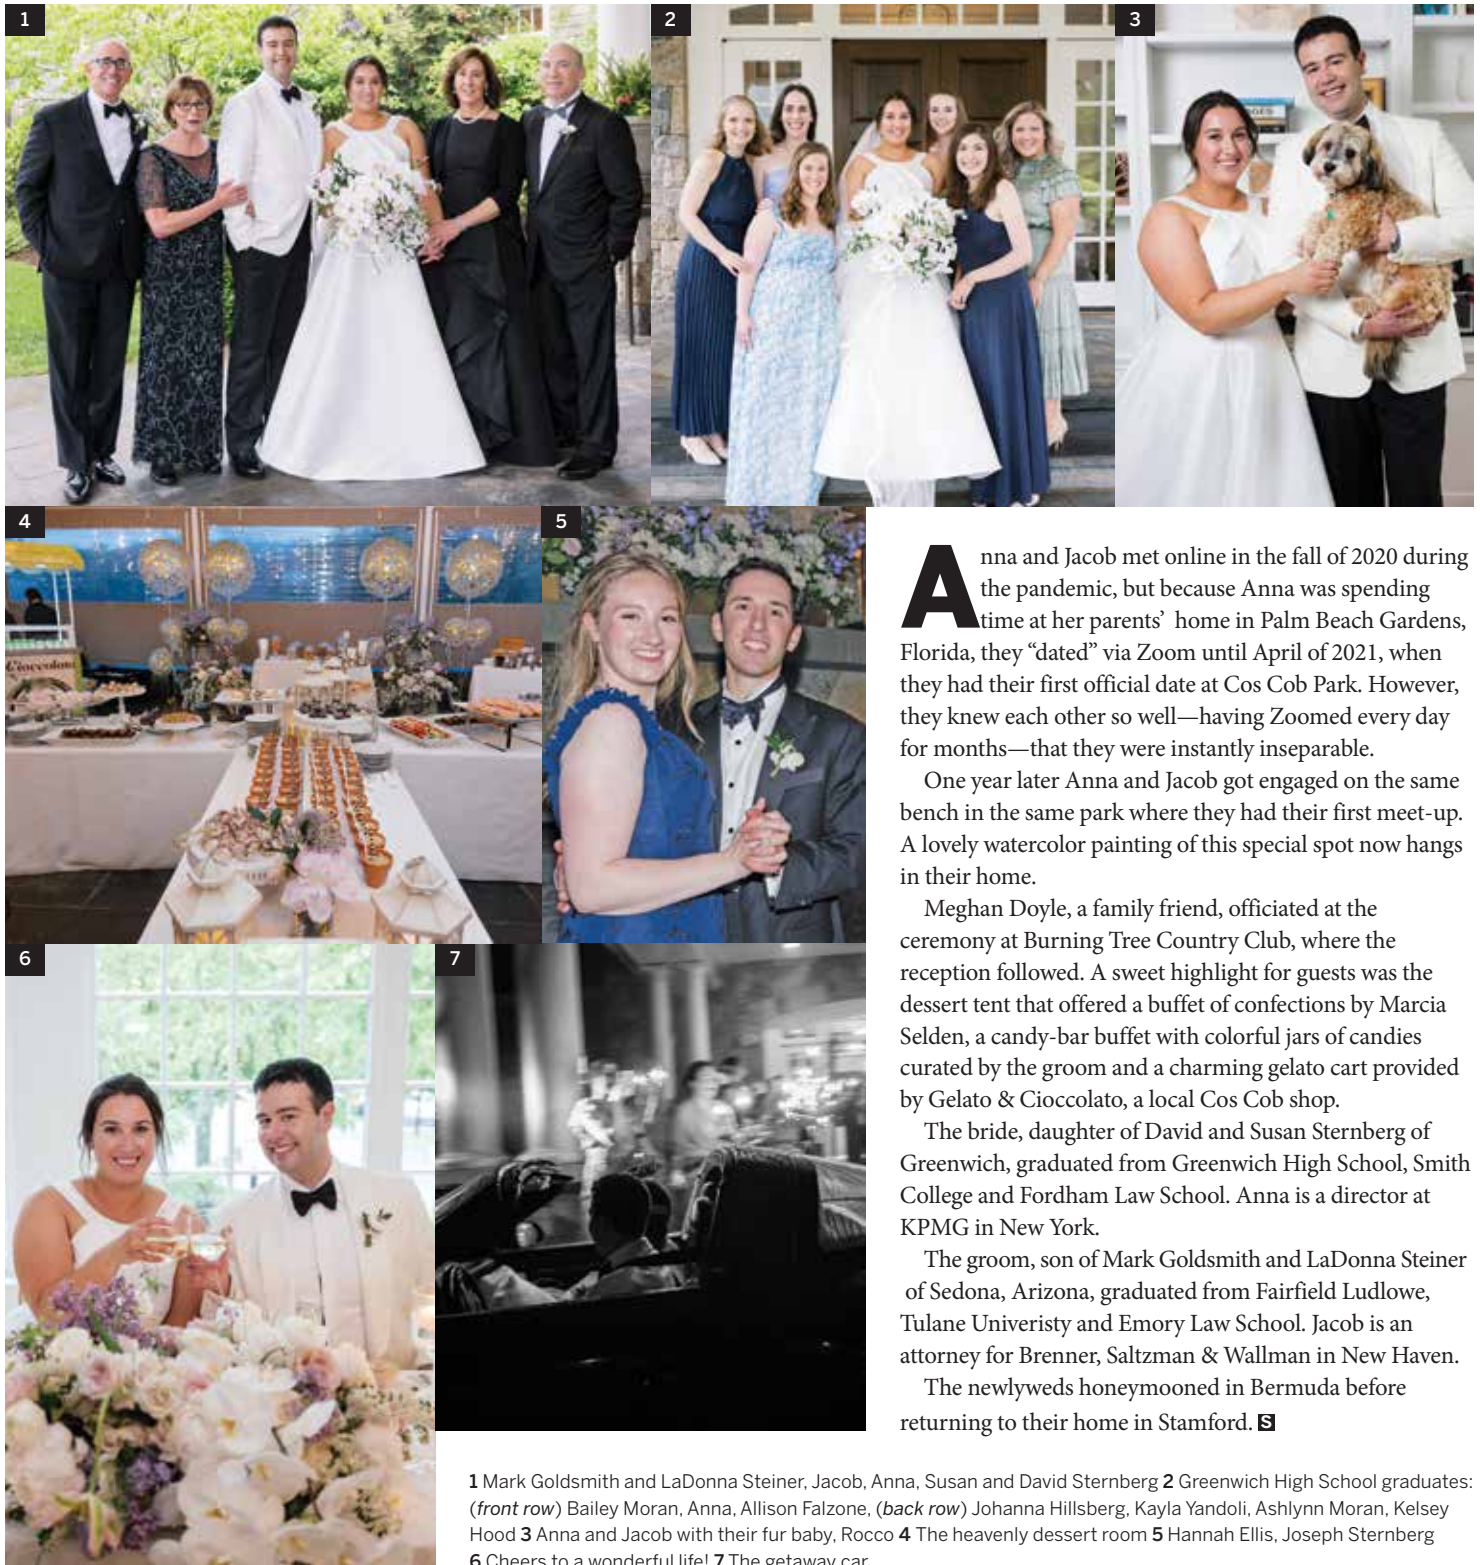 1
2
3
4
5
6
7
Cioccolato
Anna and Jacob met online in the fall of 2020 during
the pandemic, but because Anna was spending
time at her parents’ home in Palm Beach Gardens,
Florida, they “dated” via Zoom until April of 2021, when
they had their first official date at Cos Cob Park. However,
they knew each other so well—having Zoomed every day
for months—that they were instantly inseparable.
One year later Anna and Jacob got engaged on the same
bench in the same park where they had their first meet-up.
A lovely watercolor painting of this special spot now hangs
in their home.
Meghan Doyle, a family friend, officiated at the
ceremony at Burning Tree Country Club, where the
reception followed. A sweet highlight for guests was the
dessert tent that offered a buffet of confections by Marcia
Selden, a candy-bar buffet with colorful jars of candies
curated by the groom and a charming gelato cart provided
by Gelato & Cioccolato, a local Cos Cob shop.
The bride, daughter of David and Susan Sternberg of
Greenwich, graduated from Greenwich High School, Smith
College and Fordham Law School. Anna is a director at
KPMG in New York.
The groom, son of Mark Goldsmith and LaDonna Steiner
of Sedona, Arizona, graduated from Fairfield Ludlowe,
Tulane Univeristy and Emory Law School. Jacob is an
attorney for Brenner, Saltzman & Wallman in New Haven.
The newlyweds honeymooned in Bermuda before
returning to their home in Stamford. S
1 Mark Goldsmith and LaDonna Steiner, Jacob, Anna, Susan and David Sternberg 2 Greenwich High School graduates:
(front row) Bailey Moran, Anna, Allison Falzone, (back row) Johanna Hillsberg, Kayla Yandoli, Ashlynn Moran, Kelsey
Hood 3 Anna and Jacob with their fur baby, Rocco 4 The heavenly dessert room 5 Hannah Ellis, Joseph Sternberg
6 Cheers to a wonderful life! 7 The getaway car